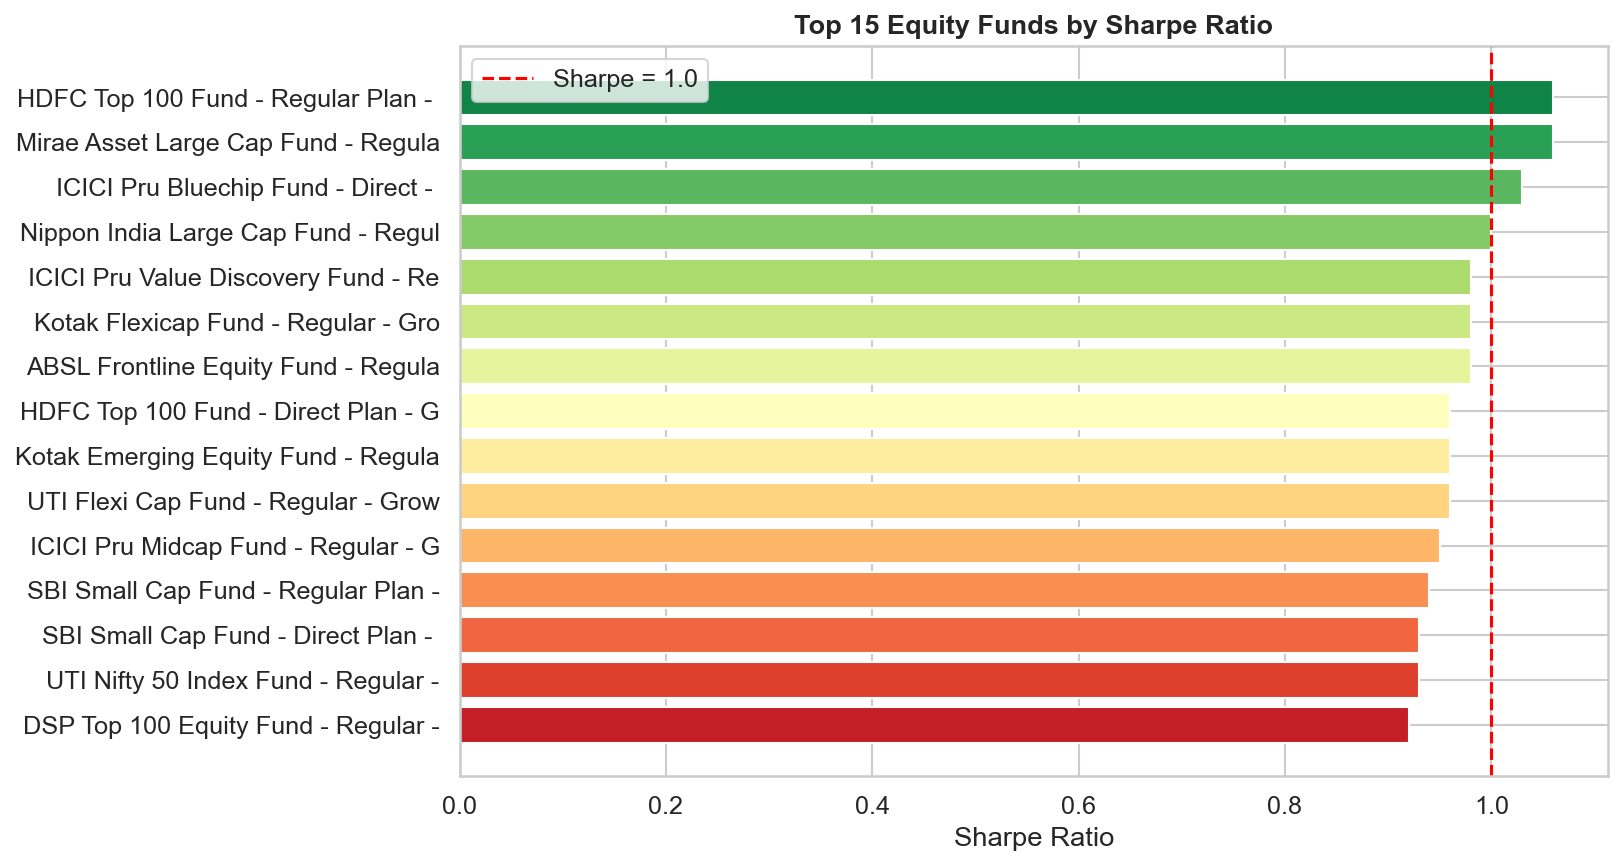 Top 15 Equity Funds by Sharpe Ratio
Sharpe = 1.0
HDFC Top 100 Fund - Regular Plan -
Mirae Asset Large Cap Fund - Regula
ICICI Pru Bluechip Fund - Direct -
Nippon India Large Cap Fund - Regul
ICICI Pru Value Discovery Fund - Re
Kotak Flexicap Fund - Regular - Gro
ABSL Frontline Equity Fund - Regula
HDFC Top 100 Fund - Direct Plan - G
Kotak Emerging Equity Fund - Regula
UTI Flexi Cap Fund - Regular - Grow
ICICI Pru Midcap Fund - Regular - G
SBI Small Cap Fund - Regular Plan -
SBI Small Cap Fund - Direct Plan -
UTI Nifty 50 Index Fund - Regular -
DSP Top 100 Equity Fund - Regular -
0.0 0.2 0.4 0.6 0.8 1.0
Sharpe Ratio